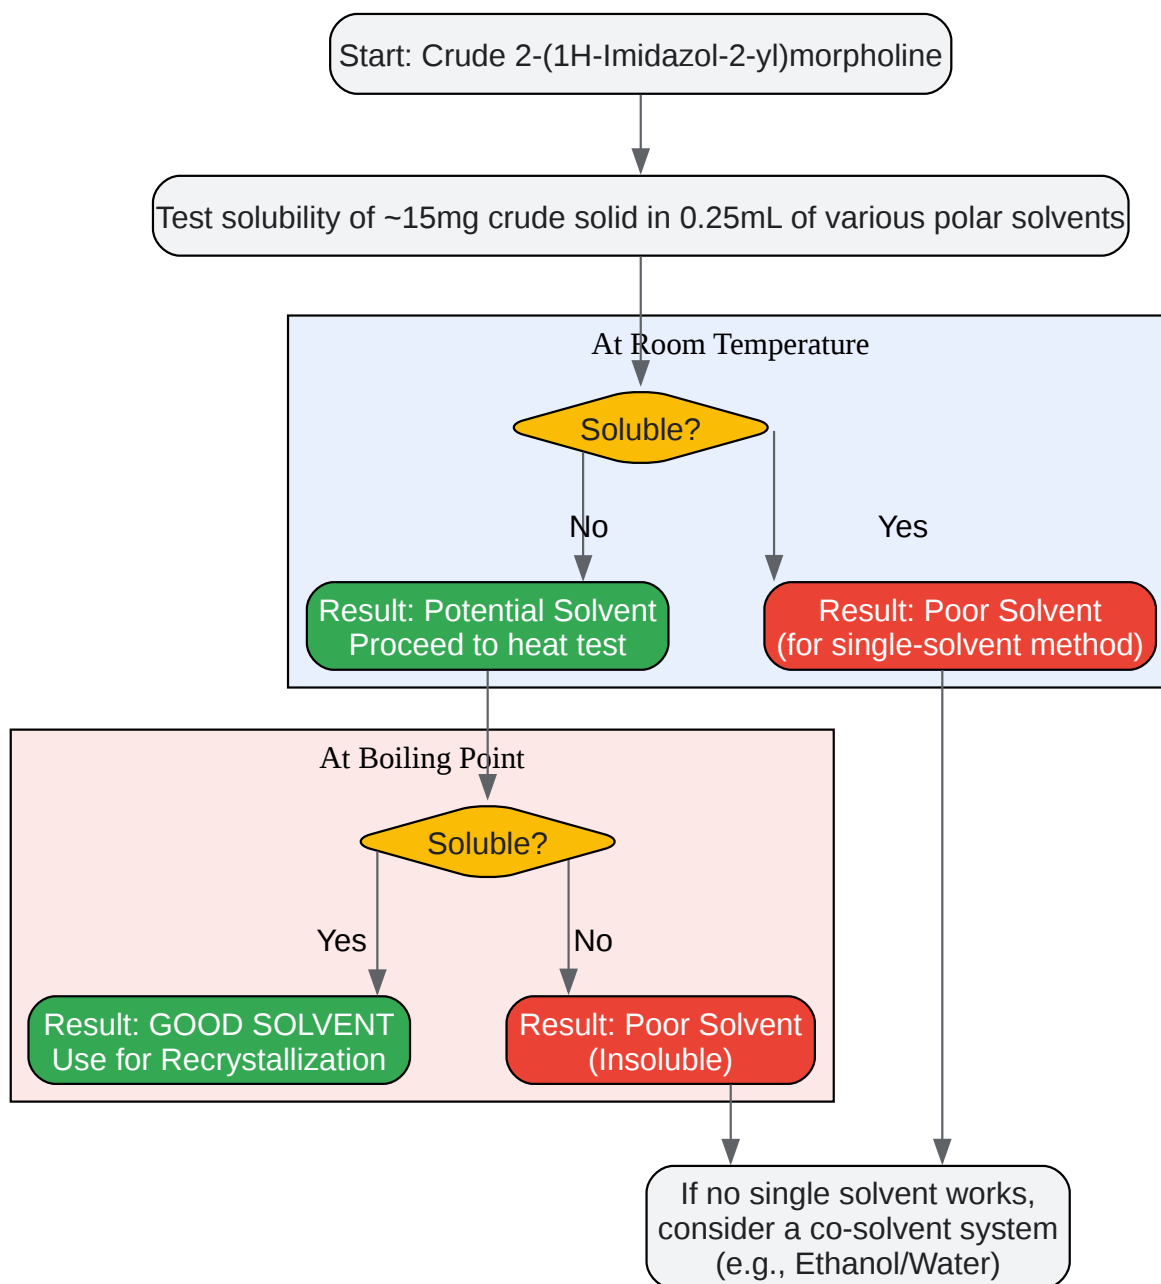 Start: Crude 2-(1H-Imidazol-2-yl)morpholine
Test solubility of ~15mg crude solid in 0.25mL of various polar solvents
At Room Temperature
Soluble?
No
Yes
Result: Potential Solvent
Proceed to heat test
Result: Poor Solvent
(for single-solvent method)
At Boiling Point
Soluble?
Yes
No
Result: GOOD SOLVENT
Use for Recrystallization
Result: Poor Solvent
(Insoluble)
If no single solvent works,
consider a co-solvent system
(e.g., Ethanol/Water)